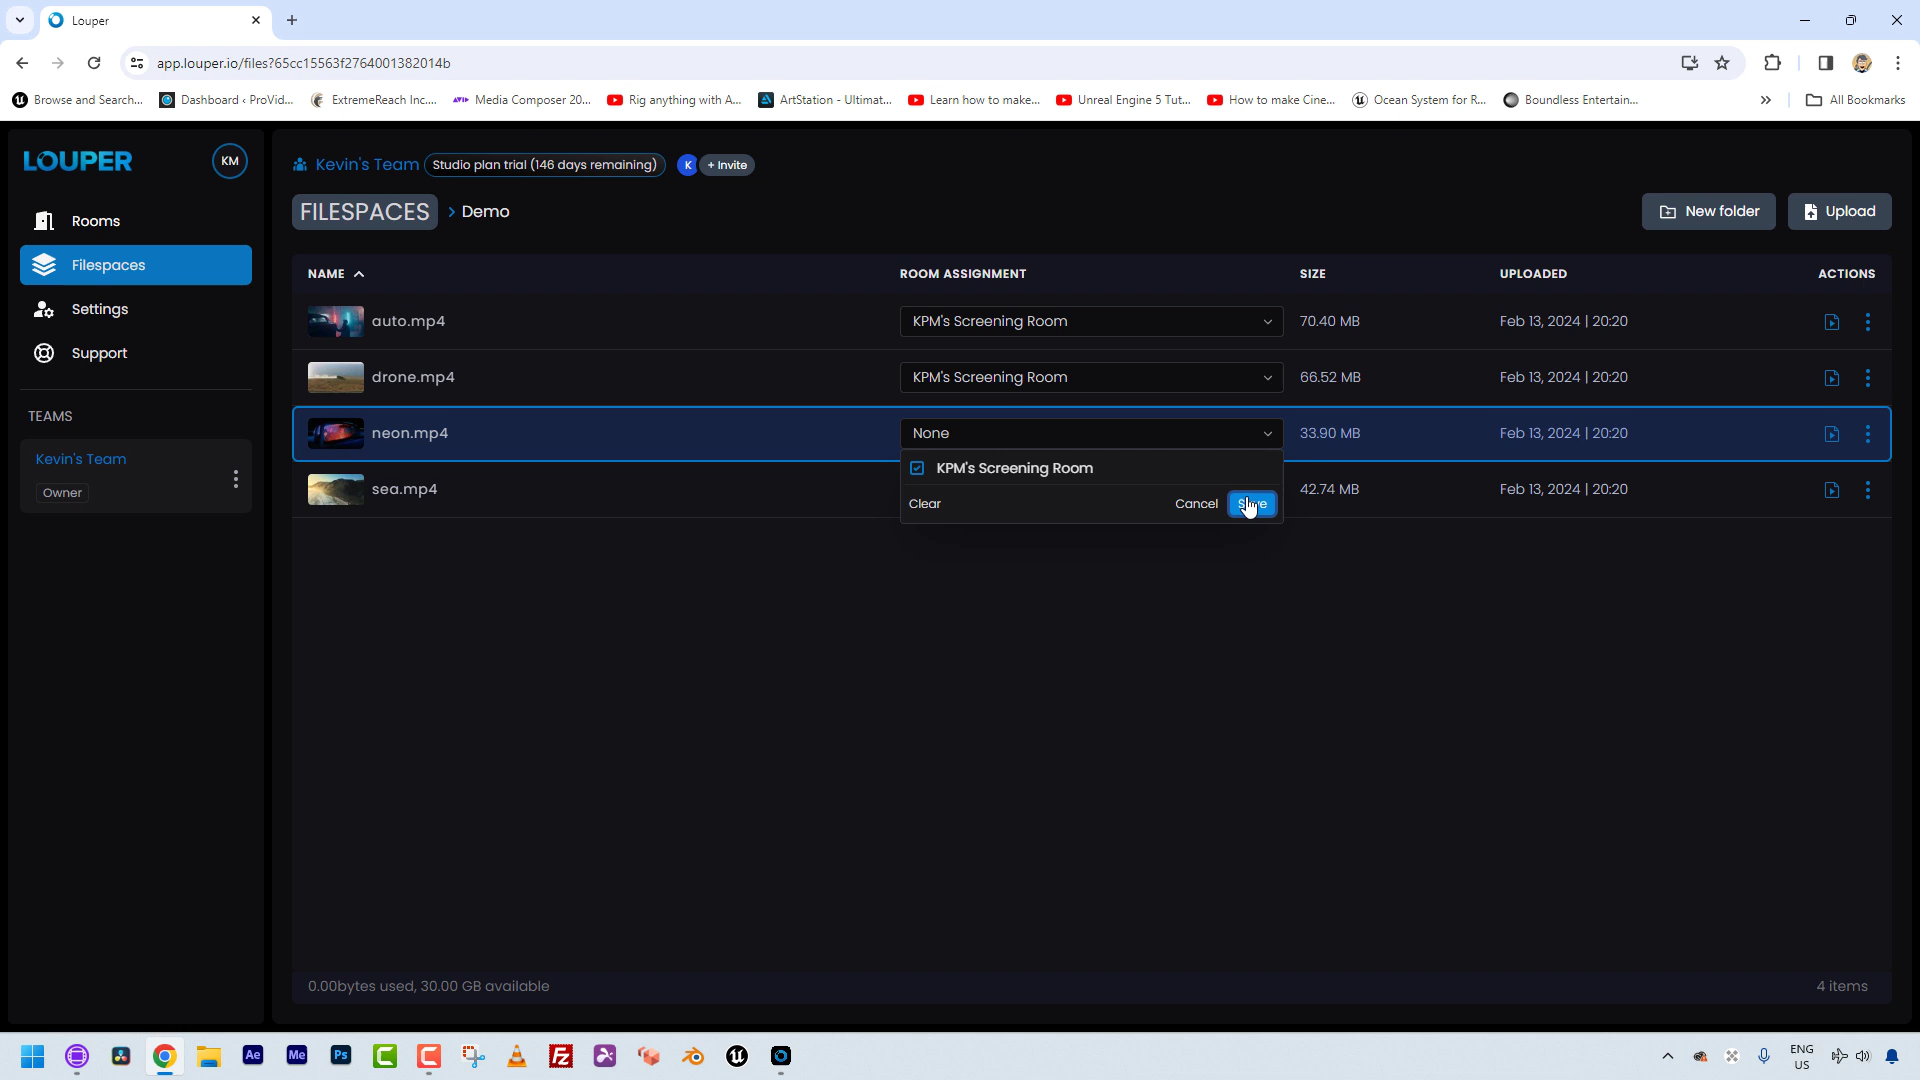 Louper
app.louper.io/files?65cc15563f2764001382014b
Browse and Search...
Dashboard ‹ ProVid...
ExtremeReach Inc....
Media Composer 20...
Rig anything with A...
ArtStation - Ultimat...
Learn how to make...
Unreal Engine 5 Tut...
How to make Cine...
Ocean System for R...
Boundless Entertain...
All Bookmarks
LOUPER
KM
Rooms
Filespaces
Settings
Support
TEAMS
Kevin's Team
Owner
Kevin's Team
Studio plan trial (146 days remaining)
K
+ Invite
FILESPACES › Demo
New folder
Upload
NAME ROOM ASSIGNMENT SIZE UPLOADED ACTIONS
auto.mp4 KPM's Screening Room 70.40 MB Feb 13, 2024 | 20:20
drone.mp4 KPM's Screening Room 66.52 MB Feb 13, 2024 | 20:20
neon.mp4 None 33.90 MB Feb 13, 2024 | 20:20
KPM's Screening Room
sea.mp4 42.74 MB Feb 13, 2024 | 20:20
Clear Cancel
0.00bytes used, 30.00 GB available
4 items
Ae
Me
Ps
C
C
Fz
ENG
US